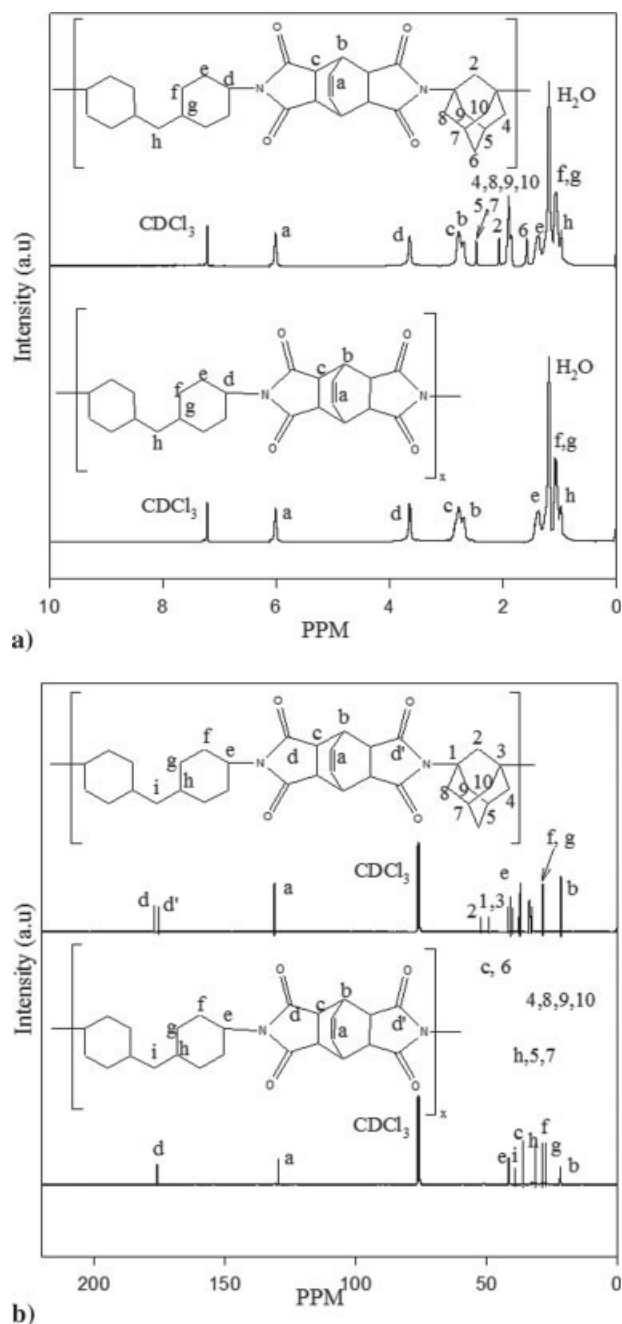 O b O
c
e
f d N a N 2
g 10
h 8 9 4
7 5
O O 6
H₂O
4,8,9,10
f,g
5,7
CDCl₃ b
a d c 2 6 e h
Intensity (a.u)
O b O
c
e
f d N a N
g
h
O O x
H₂O
f,g
CDCl₃ c
a d b e h
10 8 6 4 2 0
PPM
a)
O b O
f c 1 2 3
g e N d a d' N 10
i h 8 9 4
7 5
O O
f, g
CDCl₃ e
d d' a 2 1,3 b
Intensity (a.u)
O b O
c, 6
f c 4,8,9,10
g e N d a d' N
i h h,5,7
O O x
CDCl₃ f
c h
d a e i g b
200 150 100 50 0
PPM
b)